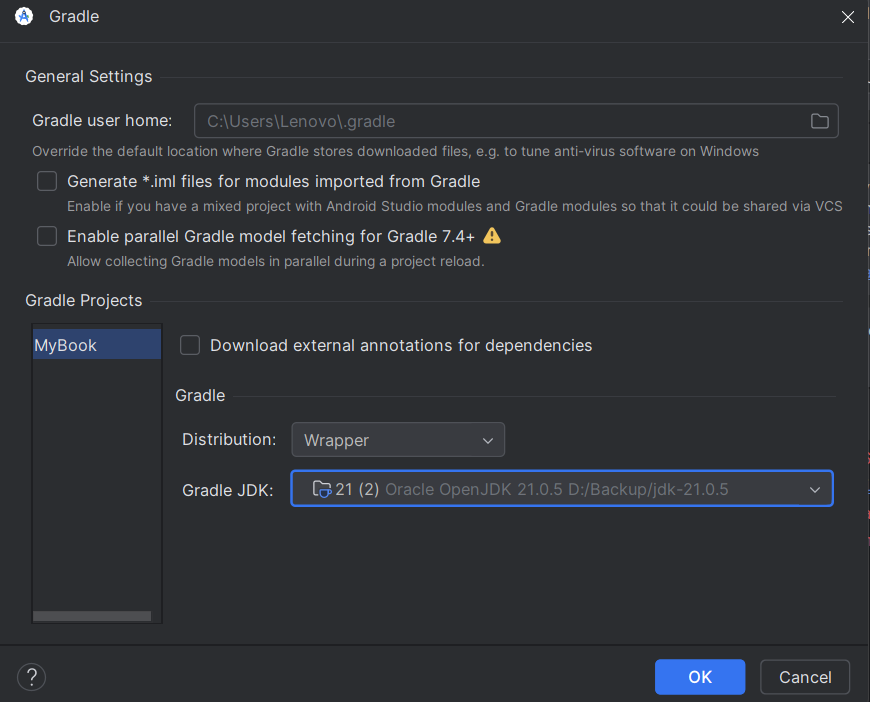 Gradle
General Settings
Gradle user home:
C:\Users\Lenovo\.gradle
Override the default location where Gradle stores downloaded files, e.g. to tune anti-virus software on Windows
Generate *.iml files for modules imported from Gradle
Enable if you have a mixed project with Android Studio modules and Gradle modules so that it could be shared via VCS
Enable parallel Gradle model fetching for Gradle 7.4+
Allow collecting Gradle models in parallel during a project reload.
Gradle Projects
MyBook
Download external annotations for dependencies
Gradle
Distribution: Wrapper
Gradle JDK: 21 (2) Oracle OpenJDK 21.0.5 D:/Backup/jdk-21.0.5
?
OK
Cancel